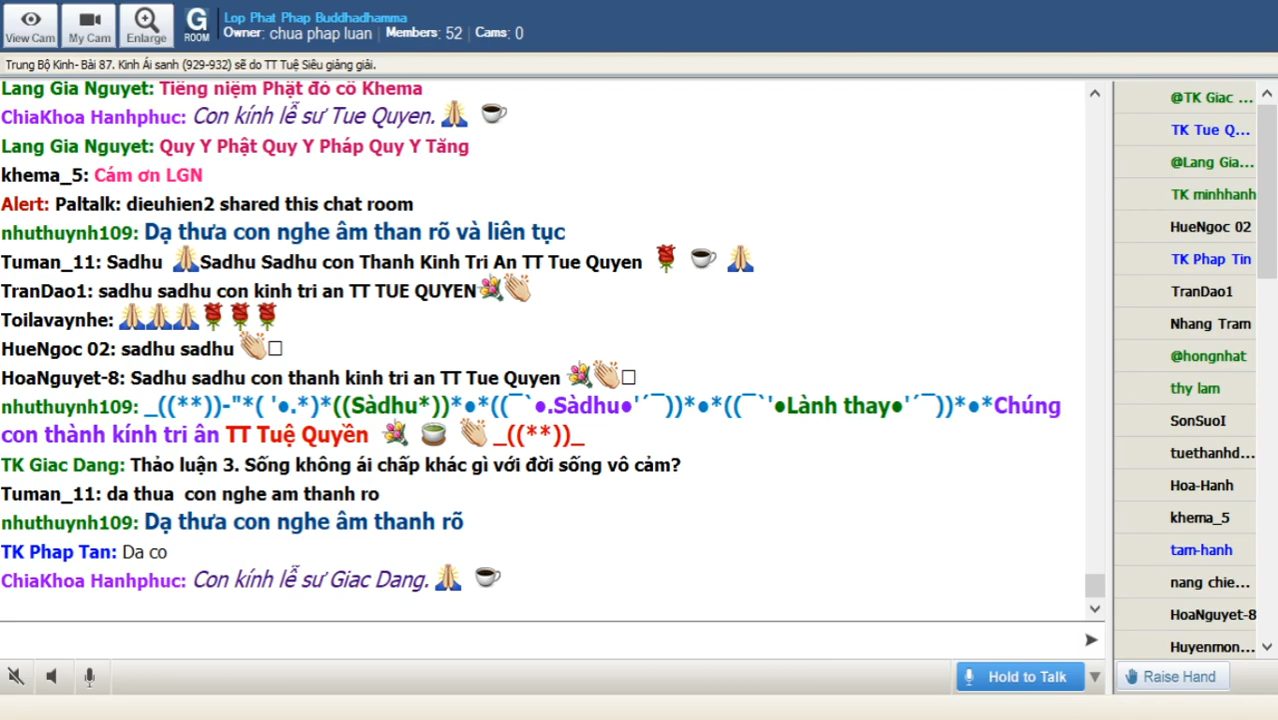 View Cam
My Cam
Enlarge
G
ROOM
Lop Phat Phap Buddhadhamma
Owner: chua phap luan Members: 52 Cams: 0
Trung Bộ Kinh- Bài 87. Kinh Ái sanh (929-932) sẽ do TT Tuệ Siêu giảng giải.
Lang Gia Nguyet: Tiếng niệm Phật đó cô Khema
ChiaKhoa Hanhphuc: Con kính lễ sư Tue Quyen. 🙏 ☕
Lang Gia Nguyet: Quy Y Phật Quy Y Pháp Quy Y Tăng
khema_5: Cám ơn LGN
Alert: Paltalk: dieuhien2 shared this chat room
nhuthuynh109: Dạ thưa con nghe âm than rõ và liên tục
Tuman_11: Sadhu 🙏Sadhu Sadhu con Thanh Kinh Tri An TT Tue Quyen 🌹 ☕ 🙏
TranDao1: sadhu sadhu con kinh tri an TT TUE QUYEN💐👏
Toilavaynhe: 🙏🙏🙏🌹🌹🌹
HueNgoc 02: sadhu sadhu 👏□
HoaNguyet-8: Sadhu sadhu con thanh kinh tri an TT Tue Quyen 💐👏□
nhuthuynh109: _((**))-"*( '●.*)*((Sàdhu*))*●*((¯`●.Sàdhu●'´¯))*●*((¯`'●Lành thay●'´¯))*●*Chúng
con thành kính tri ân TT Tuệ Quyền 💐 🍵 👏 _((**))_
TK Giac Dang: Thảo luận 3. Sống không ái chấp khác gì với đời sống vô cảm?
Tuman_11: da thua con nghe am thanh ro
nhuthuynh109: Dạ thưa con nghe âm thanh rõ
TK Phap Tan: Da co
ChiaKhoa Hanhphuc: Con kính lễ sư Giac Dang. 🙏 ☕
Hold to Talk
@TK Giac ...
TK Tue Q...
@Lang Gia...
TK minhhanh
HueNgoc 02
TK Phap Tin
TranDao1
Nhang Tram
@hongnhat
thy lam
SonSuoI
tuethanhd...
Hoa-Hanh
khema_5
tam-hanh
nang chie...
HoaNguyet-8
Huyenmon...
Raise Hand